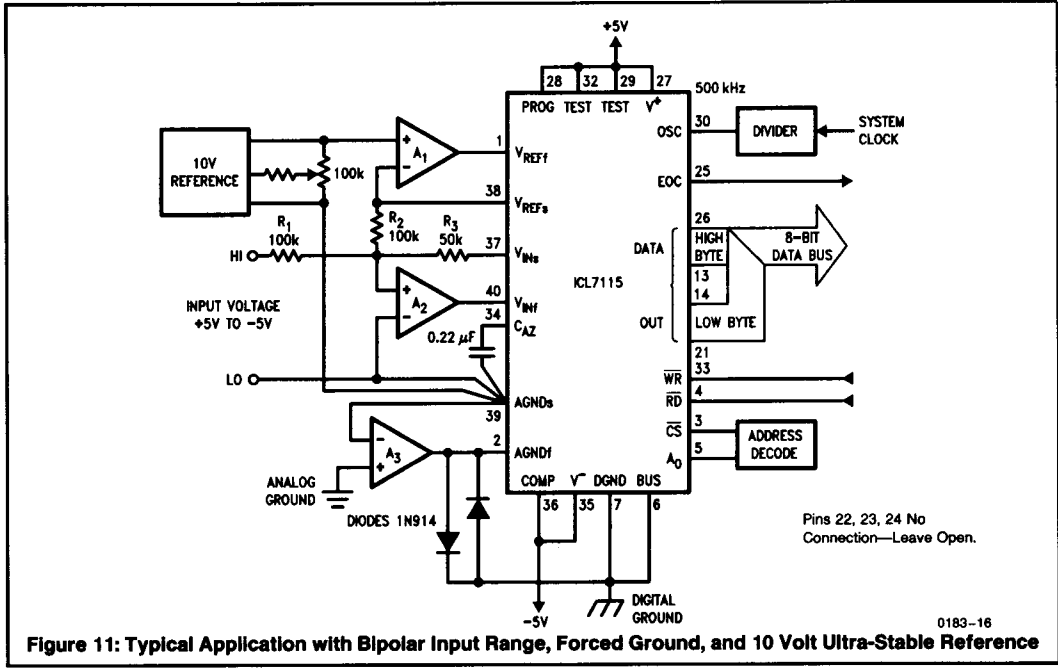 +5V
28 32 29 27
PROG TEST TEST V+
500 kHz
OSC 30 DIVIDER SYSTEM CLOCK
10V REFERENCE
100k
A1
+
−
1 VREFf
EOC 25
38 VREFs
R1 100k
R2 100k
R3 50k
37 VINs
HI
26
DATA HIGH BYTE 8-BIT DATA BUS
13
14
ICL7115
INPUT VOLTAGE
+5V TO −5V
A2
+
−
40 VINf
34 CAZ
0.22 μF
OUT LOW BYTE
21
LO
33
WR
4
RD
AGNDs
39
3
CS
ADDRESS DECODE
5
A0
A3
−
+
2 AGNDf
ANALOG GROUND
COMP V− DGND BUS
36 35 7 6
DIODES 1N914
Pins 22, 23, 24 No
Connection—Leave Open.
−5V
DIGITAL GROUND
0183–16
Figure 11: Typical Application with Bipolar Input Range, Forced Ground, and 10 Volt Ultra-Stable Reference